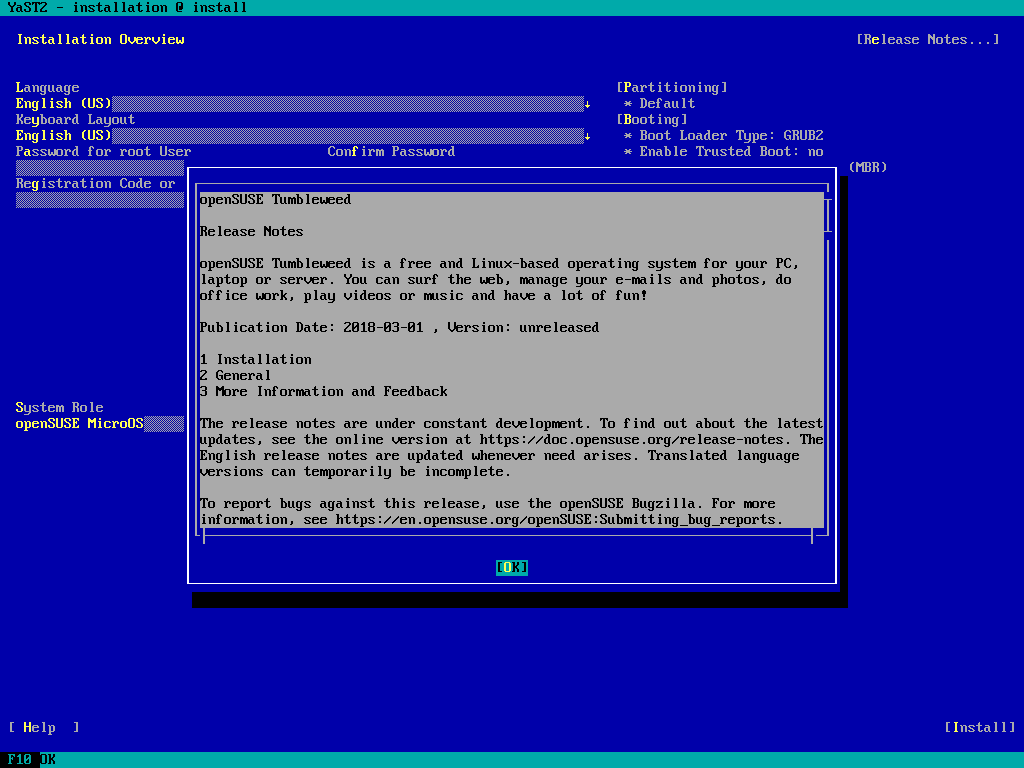 YaST2 - installation @ install
Installation Overview [Release Notes...]
Language [Partitioning]
English (US) ↓ * Default
Keyboard Layout [Booting]
English (US) ↓ * Boot Loader Type: GRUB2
Password for root User Confirm Password * Enable Trusted Boot: no
(MBR)
Registration Code or
openSUSE Tumbleweed
Release Notes
openSUSE Tumbleweed is a free and Linux-based operating system for your PC,
laptop or server. You can surf the web, manage your e-mails and photos, do
office work, play videos or music and have a lot of fun!
Publication Date: 2018-03-01 , Version: unreleased
1 Installation
2 General
3 More Information and Feedback
System Role
openSUSE MicroOS
The release notes are under constant development. To find out about the latest
updates, see the online version at https://doc.opensuse.org/release-notes. The
English release notes are updated whenever need arises. Translated language
versions can temporarily be incomplete.
To report bugs against this release, use the openSUSE Bugzilla. For more
information, see https://en.opensuse.org/openSUSE:Submitting_bug_reports.
[OK]
[ Help ] [Install]
F10 OK